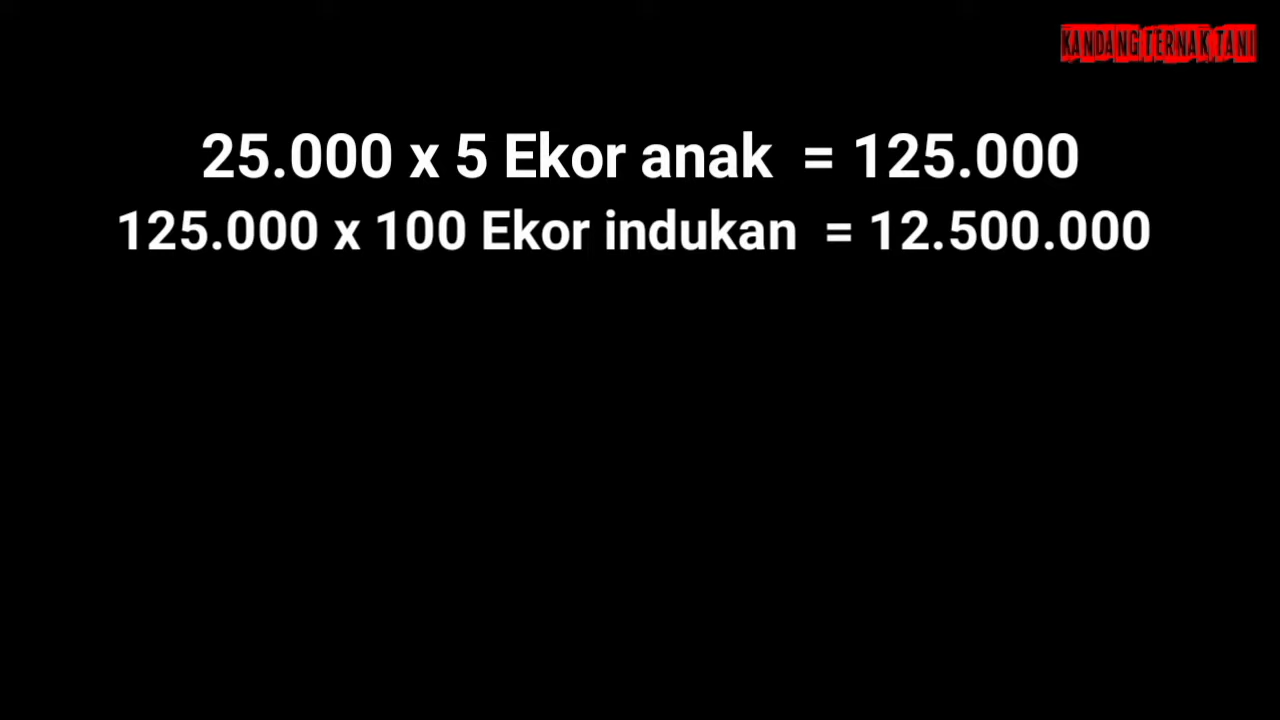 KANDANG TERNAK TANI
25.000 x 5 Ekor anak = 125.000
125.000 x 100 Ekor indukan = 12.500.000